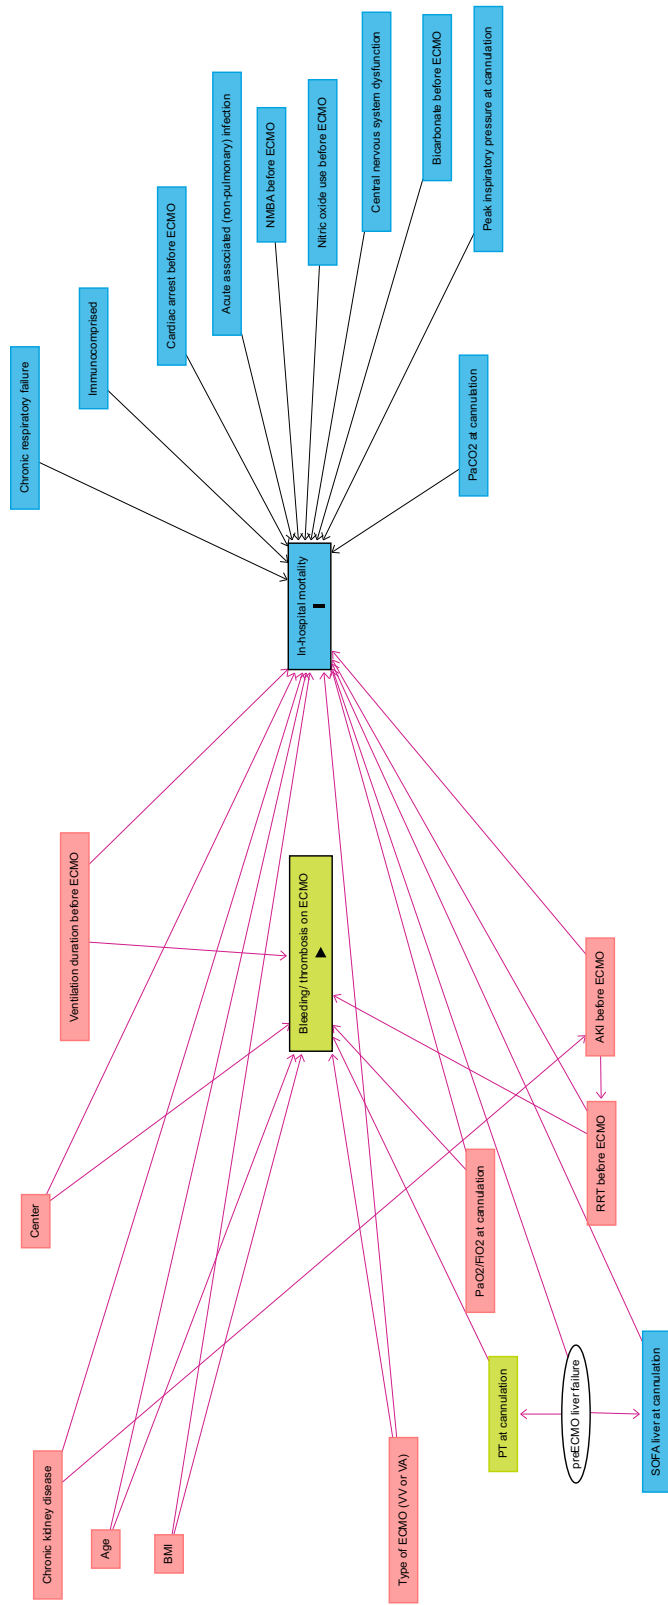 Chronic respiratory failure
Immunocomprised
Cardiac arrest before ECMO
Acute associated (non-pulmonary) infection
NMBA before ECMO
Nitric oxide use before ECMO
Central nervous system dysfunction
Bicarbonate before ECMO
Peak inspiratory pressure at cannulation
PaCO2 at cannulation
In-hospital mortality
Ventilation duration before ECMO
Bleeding/ thrombosis on ECMO
Center
AKI before ECMO
RRT before ECMO
PaO2/FiO2 at cannulation
Chronic kidney disease
Age
BMI
Type of ECMO (VV or VA)
PT at cannulation
preECMO liver failure
SOFA liver at cannulation